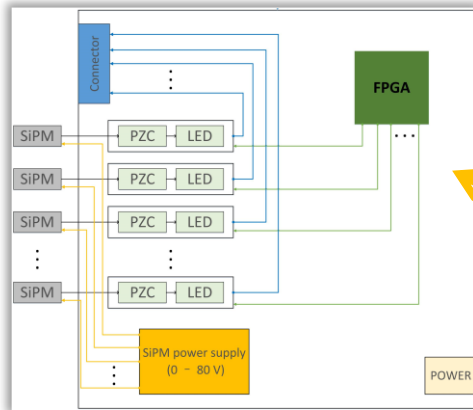 Connector
FPGA
SiPM
PZC
LED
SiPM
PZC
LED
SiPM
PZC
LED
SiPM
PZC
LED
SiPM power supply
(0 – 80 V)
POWER